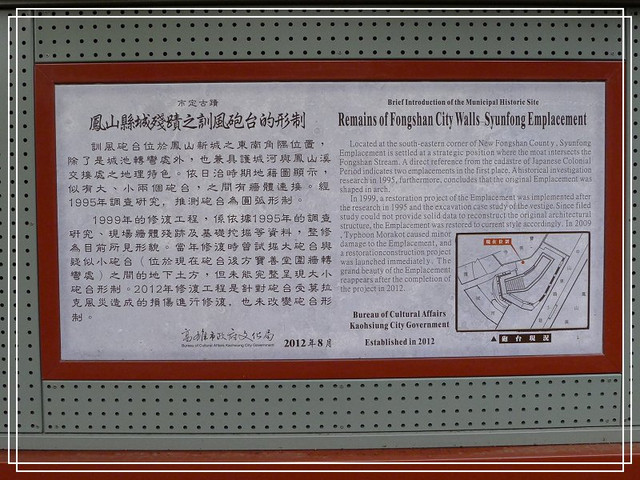 市定古蹟
鳳山縣城殘蹟之訓風砲台的形制
訓風砲台位於鳳山新城之東南角隅位置，
除了是城池轉彎處外，也兼具護城河與鳳山溪
交接處之地理特色。依日治時期地籍圖顯示，
似有大、小兩個砲台，之間有牆體連接。經
1995年調查研究，推測砲台為圓弧形制。
1999年的修復工程，係依據1995年的調查
研究、現場牆體殘跡及基礎挖掘等資料，整修
為目前所見形貌。當年修復時曾試掘大砲台與
疑似小砲台（位於現在砲台後方寶善堂圍牆轉
彎處）之間的地下土方，但未能完整呈現大小
砲台形制。2012年修復工程是針對砲台受莫拉
克風災造成的損傷進行修復，也未改變砲台形
制。
高雄市政府文化局
Bureau of Cultural Affairs Kaohsiung City Government
2012年8月
Brief Introduction of the Municipal Historic Site
Remains of Fongshan City Walls-Syunfong Emplacement
Located at the south-eastern corner of New Fongshan County, Syunfong
Emplacement is settled at a strategic position where the moat intersects the
Fongshan Stream. A direct reference from the cadastre of Japanese Colonial
Period indicates two emplacements in the first place. A historical investigation
research in 1995, furthermore, concludes that the original Emplacement was
shaped in arch.
In 1999, a restoration project of the Emplacement was implemented after
the research in 1995 and the excavation case study of the vestige. Since filed
study could not provide solid data to reconstruct the original architectural
structure, the Emplacement was restored to current style accordingly. In 2009
, Typhoon Morakot caused minor
damage to the Emplacement, and
a restoration construction project
was launched immediately. The
grand beauty of the Emplacement
reappears after the completion of
the project in 2012.
Bureau of Cultural Affairs
Kaohsiung City Government
Established in 2012
▲砲台現況